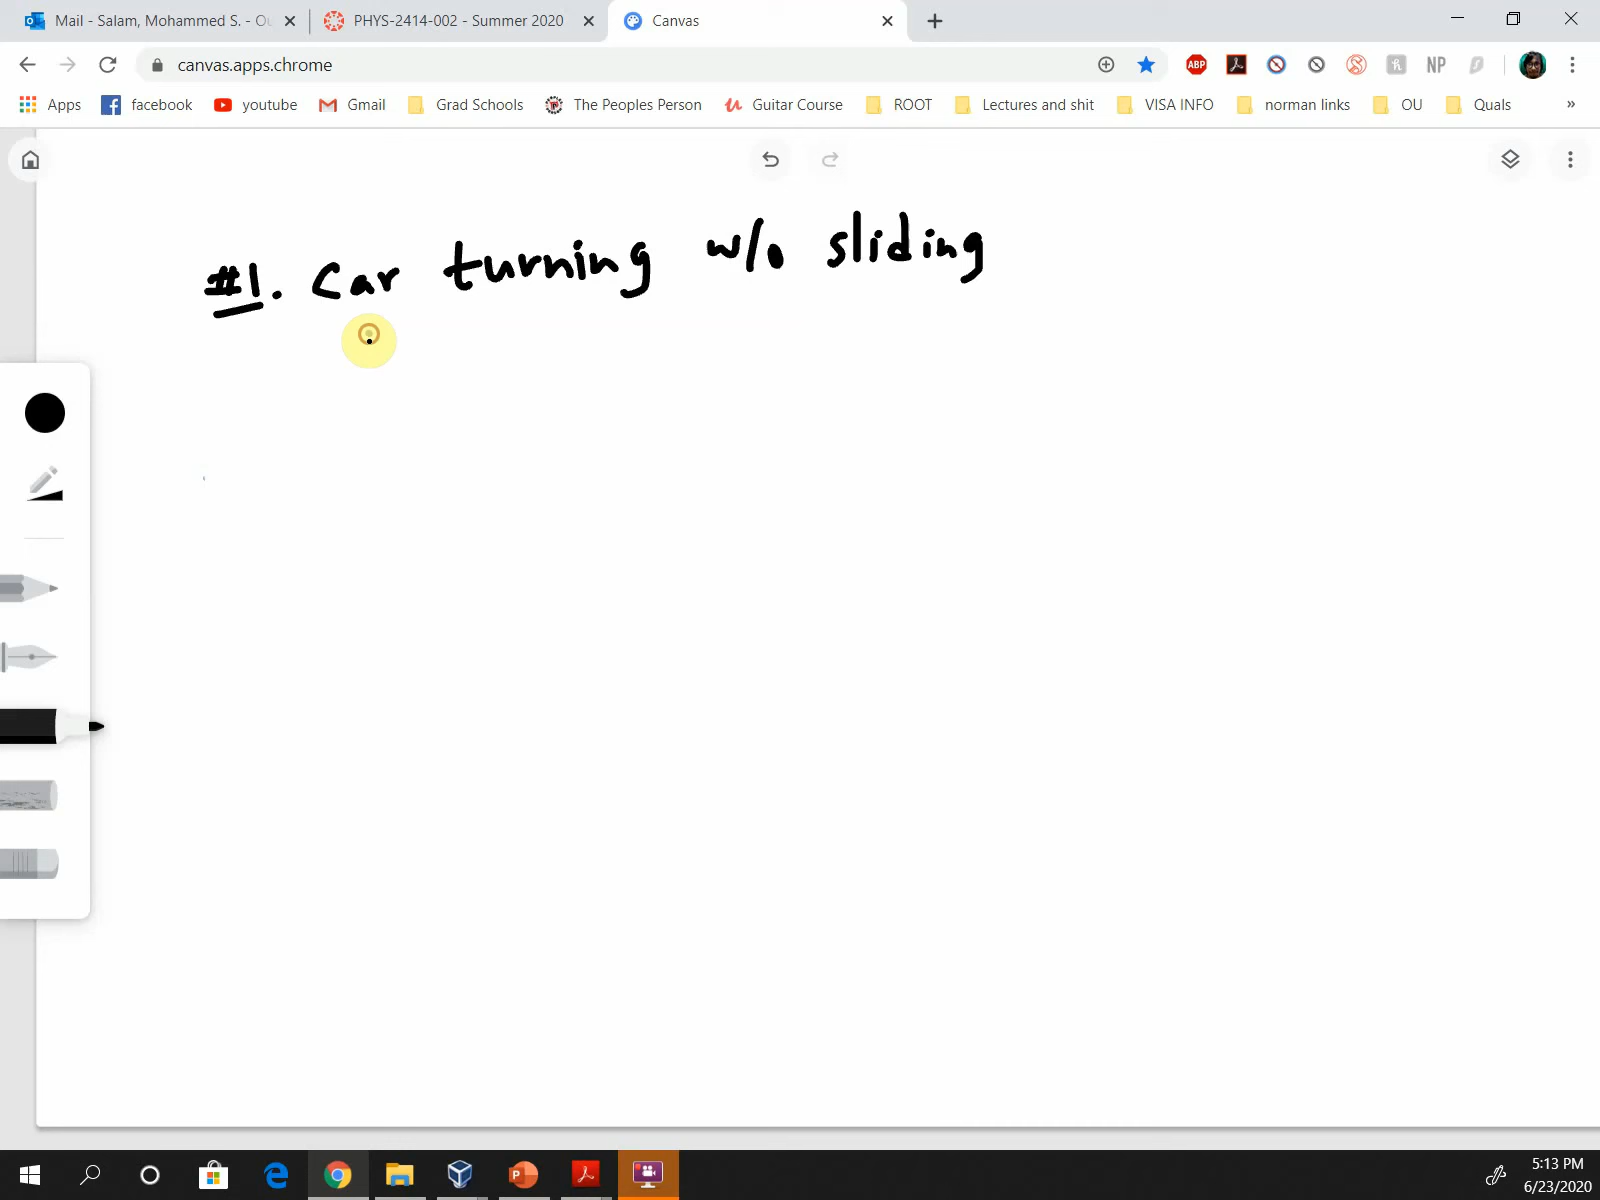 Mail - Salam, Mohammed S. - Ou
PHYS-2414-002 - Summer 2020
Canvas
canvas.apps.chrome
ABP
NP
Apps
facebook
youtube
Gmail
Grad Schools
The Peoples Person
Guitar Course
ROOT
Lectures and shit
VISA INFO
norman links
OU
Quals
»
#1. Car turning w/o sliding
5:13 PM
6/23/2020